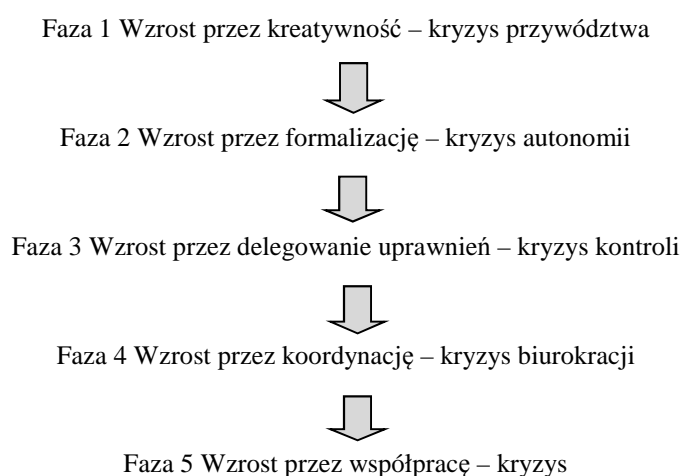 Faza 1 Wzrost przez kreatywność – kryzys przywództwa
Faza 2 Wzrost przez formalizację – kryzys autonomii
Faza 3 Wzrost przez delegowanie uprawnień – kryzys kontroli
Faza 4 Wzrost przez koordynację – kryzys biurokracji
Faza 5 Wzrost przez współpracę – kryzys